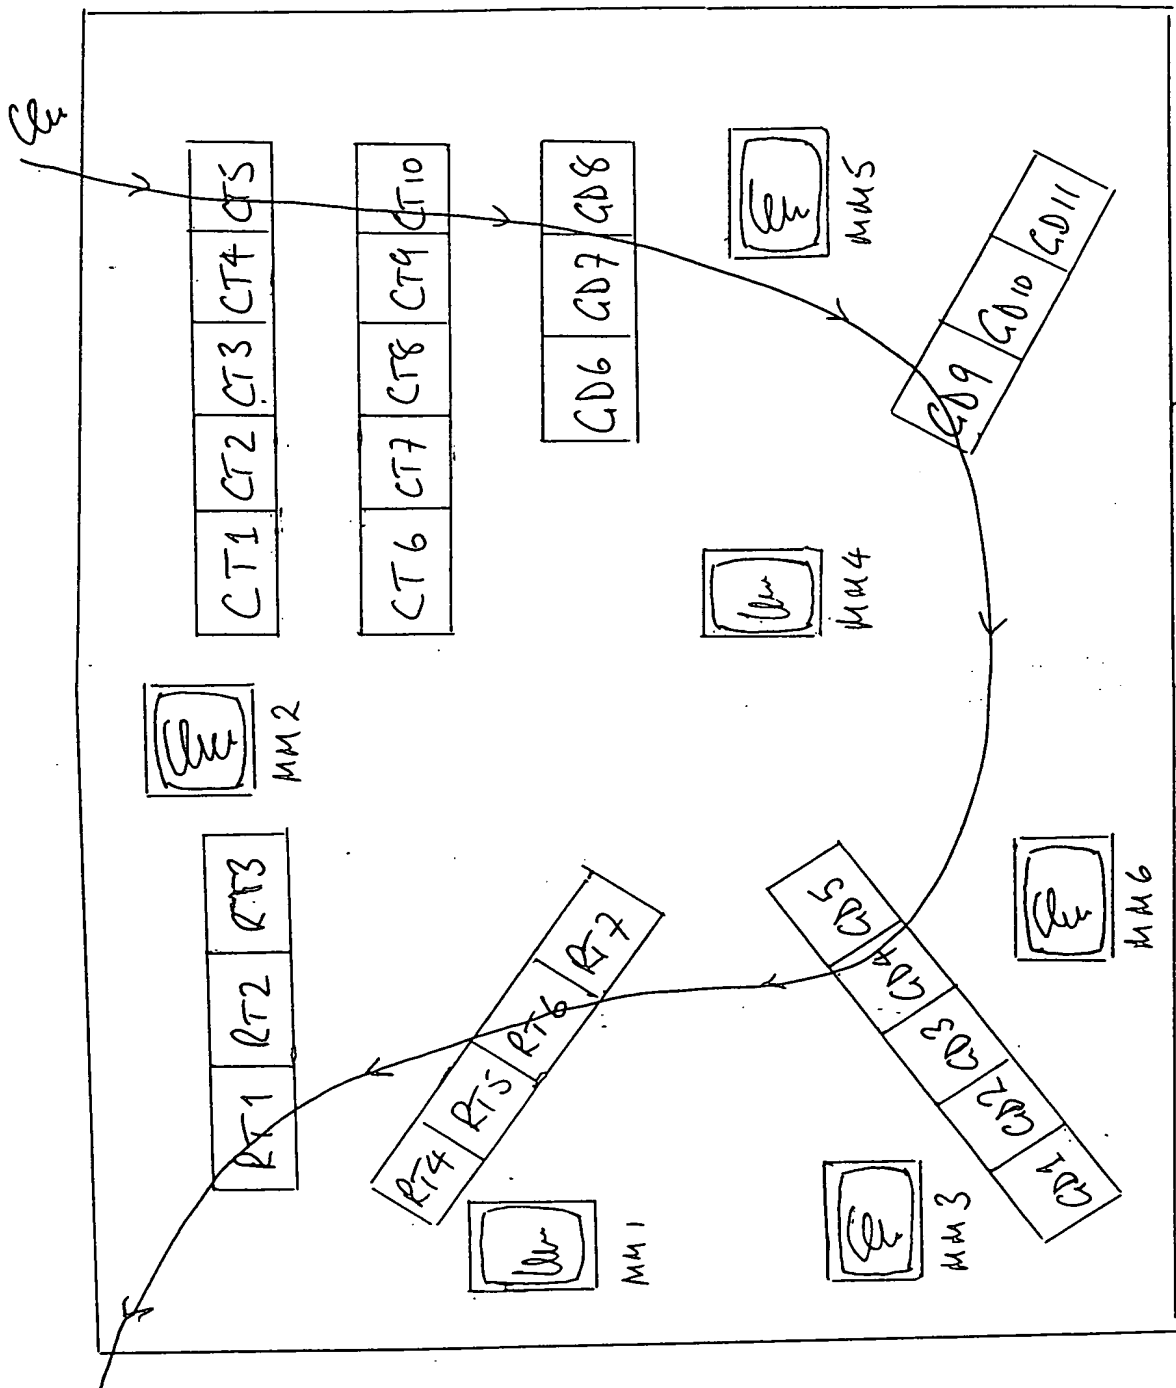 RT1 RT2 RT3
MM2
CT1 CT2 CT3 CT4 CT5
RT4 RT5 RT6 RT7
CT6 CT7 CT8 CT9 CT10
GD6 GD7 GD8
MM1
MM4
MM5
MM3
GD1 GD2 GD3 GD4 GD5
GD9 GD10 GD11
MM6